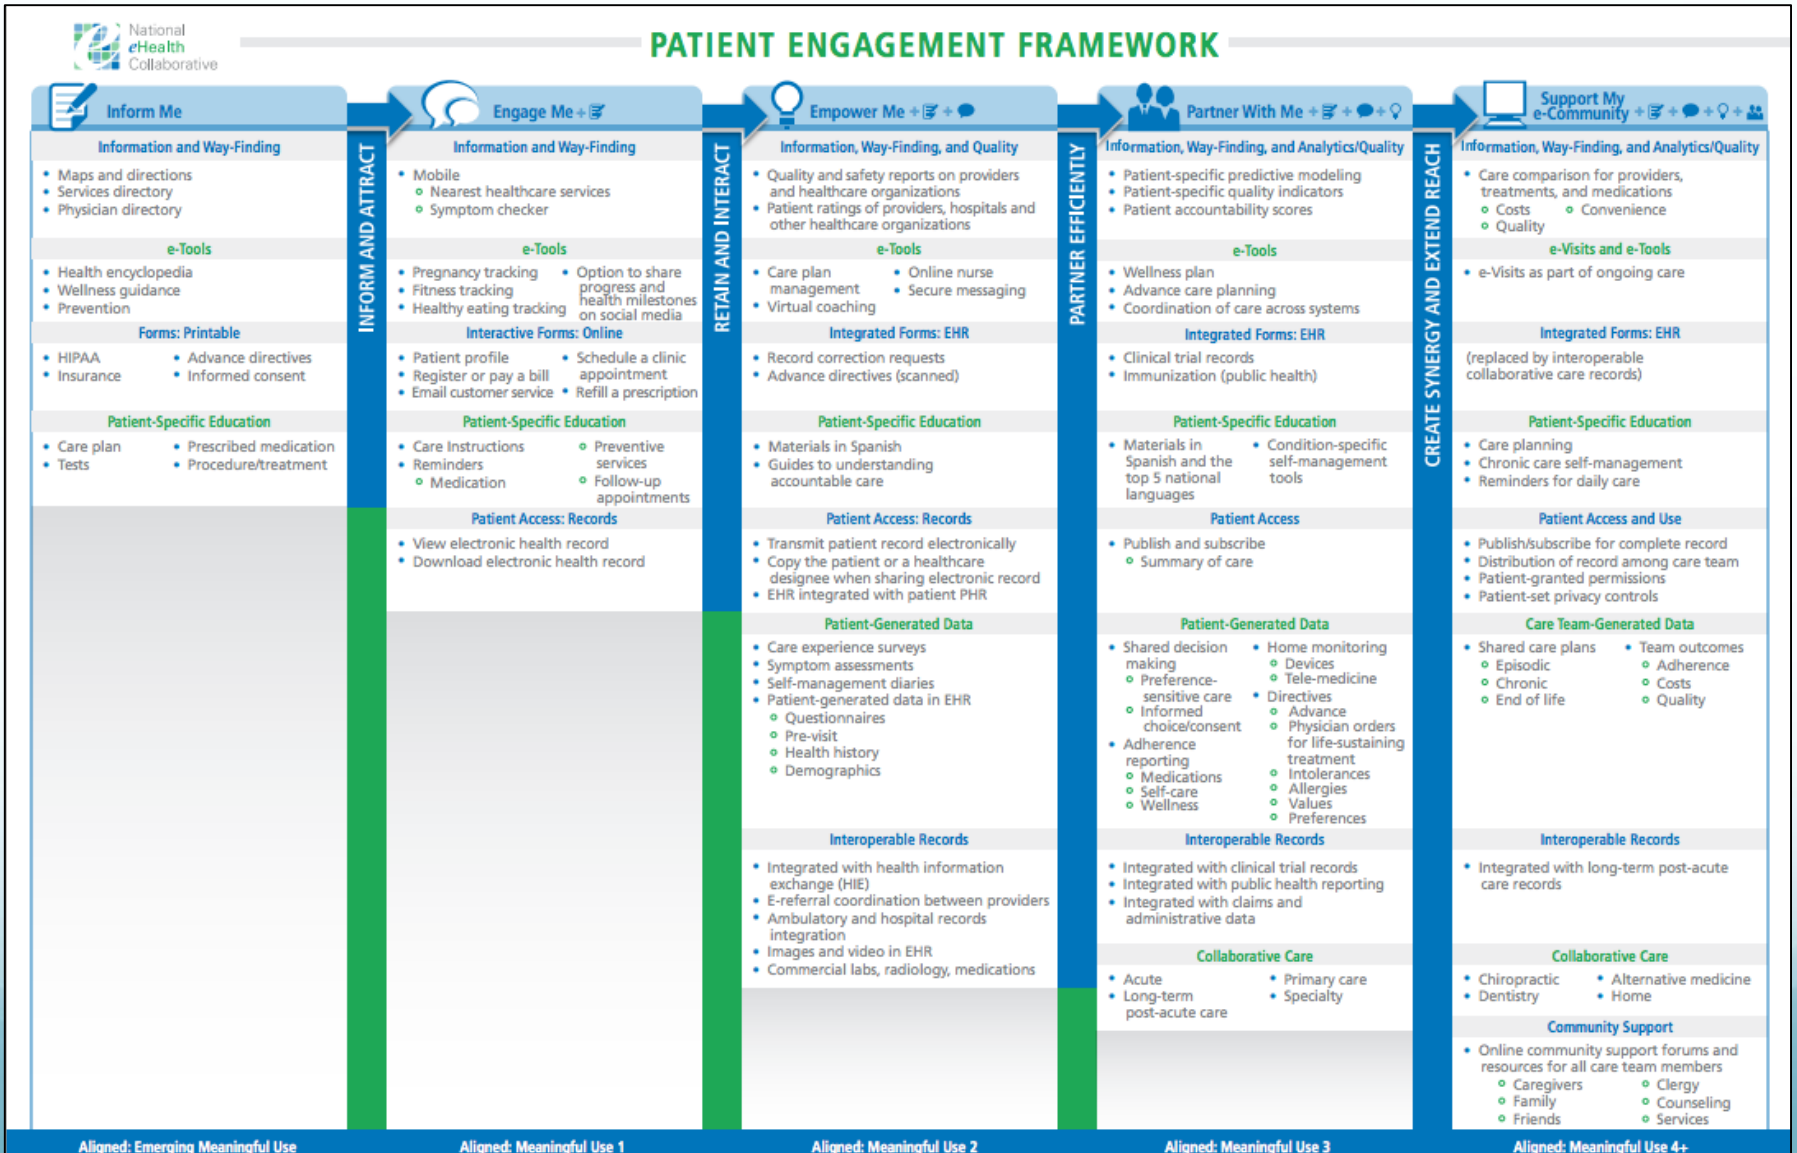 National
eHealth
Collaborative
PATIENT ENGAGEMENT FRAMEWORK
Inform Me
Information and Way-Finding
Maps and directions
Services directory
Physician directory
e-Tools
Health encyclopedia
Wellness guidance
Prevention
Forms: Printable
HIPAA
Insurance
Advance directives
Informed consent
Patient-Specific Education
Care plan
Tests
Prescribed medication
Procedure/treatment
Aligned: Emerging Meaningful Use
INFORM AND ATTRACT
Engage Me +
Information and Way-Finding
Mobile
Nearest healthcare services
Symptom checker
e-Tools
Pregnancy tracking
Fitness tracking
Healthy eating tracking
Option to share
progress and
health milestones
on social media
Interactive Forms: Online
Patient profile
Register or pay a bill
Email customer service
Schedule a clinic
appointment
Refill a prescription
Patient-Specific Education
Care Instructions
Reminders
Medication
Preventive
services
Follow-up
appointments
Patient Access: Records
View electronic health record
Download electronic health record
Aligned: Meaningful Use 1
RETAIN AND INTERACT
Empower Me + +
Information, Way-Finding, and Quality
Quality and safety reports on providers
and healthcare organizations
Patient ratings of providers, hospitals and
other healthcare organizations
e-Tools
Care plan
management
Virtual coaching
Online nurse
Secure messaging
Integrated Forms: EHR
Record correction requests
Advance directives (scanned)
Patient-Specific Education
Materials in Spanish
Guides to understanding
accountable care
Patient Access: Records
Transmit patient record electronically
Copy the patient or a healthcare
designee when sharing electronic record
EHR integrated with patient PHR
Patient-Generated Data
Care experience surveys
Symptom assessments
Self-management diaries
Patient-generated data in EHR
Questionnaires
Pre-visit
Health history
Demographics
Interoperable Records
Integrated with health information
exchange (HIE)
E-referral coordination between providers
Ambulatory and hospital records
integration
Images and video in EHR
Commercial labs, radiology, medications
Aligned: Meaningful Use 2
PARTNER EFFICIENTLY
Partner With Me + + +
Information, Way-Finding, and Analytics/Quality
Patient-specific predictive modeling
Patient-specific quality indicators
Patient accountability scores
e-Tools
Wellness plan
Advance care planning
Coordination of care across systems
Integrated Forms: EHR
Clinical trial records
Immunization (public health)
Patient-Specific Education
Materials in
Spanish and the
top 5 national
languages
Condition-specific
self-management
tools
Patient Access
Publish and subscribe
Summary of care
Patient-Generated Data
Shared decision
making
Preference-
sensitive care
Informed
choice/consent
Adherence
reporting
Medications
Self-care
Wellness
Home monitoring
Devices
Tele-medicine
Directives
Advance
Physician orders
for life-sustaining
treatment
Intolerances
Allergies
Values
Preferences
Interoperable Records
Integrated with clinical trial records
Integrated with public health reporting
Integrated with claims and
administrative data
Collaborative Care
Acute
Long-term
post-acute care
Primary care
Specialty
Aligned: Meaningful Use 3
CREATE SYNERGY AND EXTEND REACH
Support My
e-Community + + + +
Information, Way-Finding, and Analytics/Quality
Care comparison for providers,
treatments, and medications
Costs
Quality
Convenience
e-Visits and e-Tools
e-Visits as part of ongoing care
Integrated Forms: EHR
(replaced by interoperable
collaborative care records)
Patient-Specific Education
Care planning
Chronic care self-management
Reminders for daily care
Patient Access and Use
Publish/subscribe for complete record
Distribution of record among care team
Patient-granted permissions
Patient-set privacy controls
Care Team-Generated Data
Shared care plans
Episodic
Chronic
End of life
Team outcomes
Adherence
Costs
Quality
Interoperable Records
Integrated with long-term post-acute
care records
Collaborative Care
Chiropractic
Dentistry
Alternative medicine
Home
Community Support
Online community support forums and
resources for all care team members
Caregivers
Family
Friends
Clergy
Counseling
Services
Aligned: Meaningful Use 4+